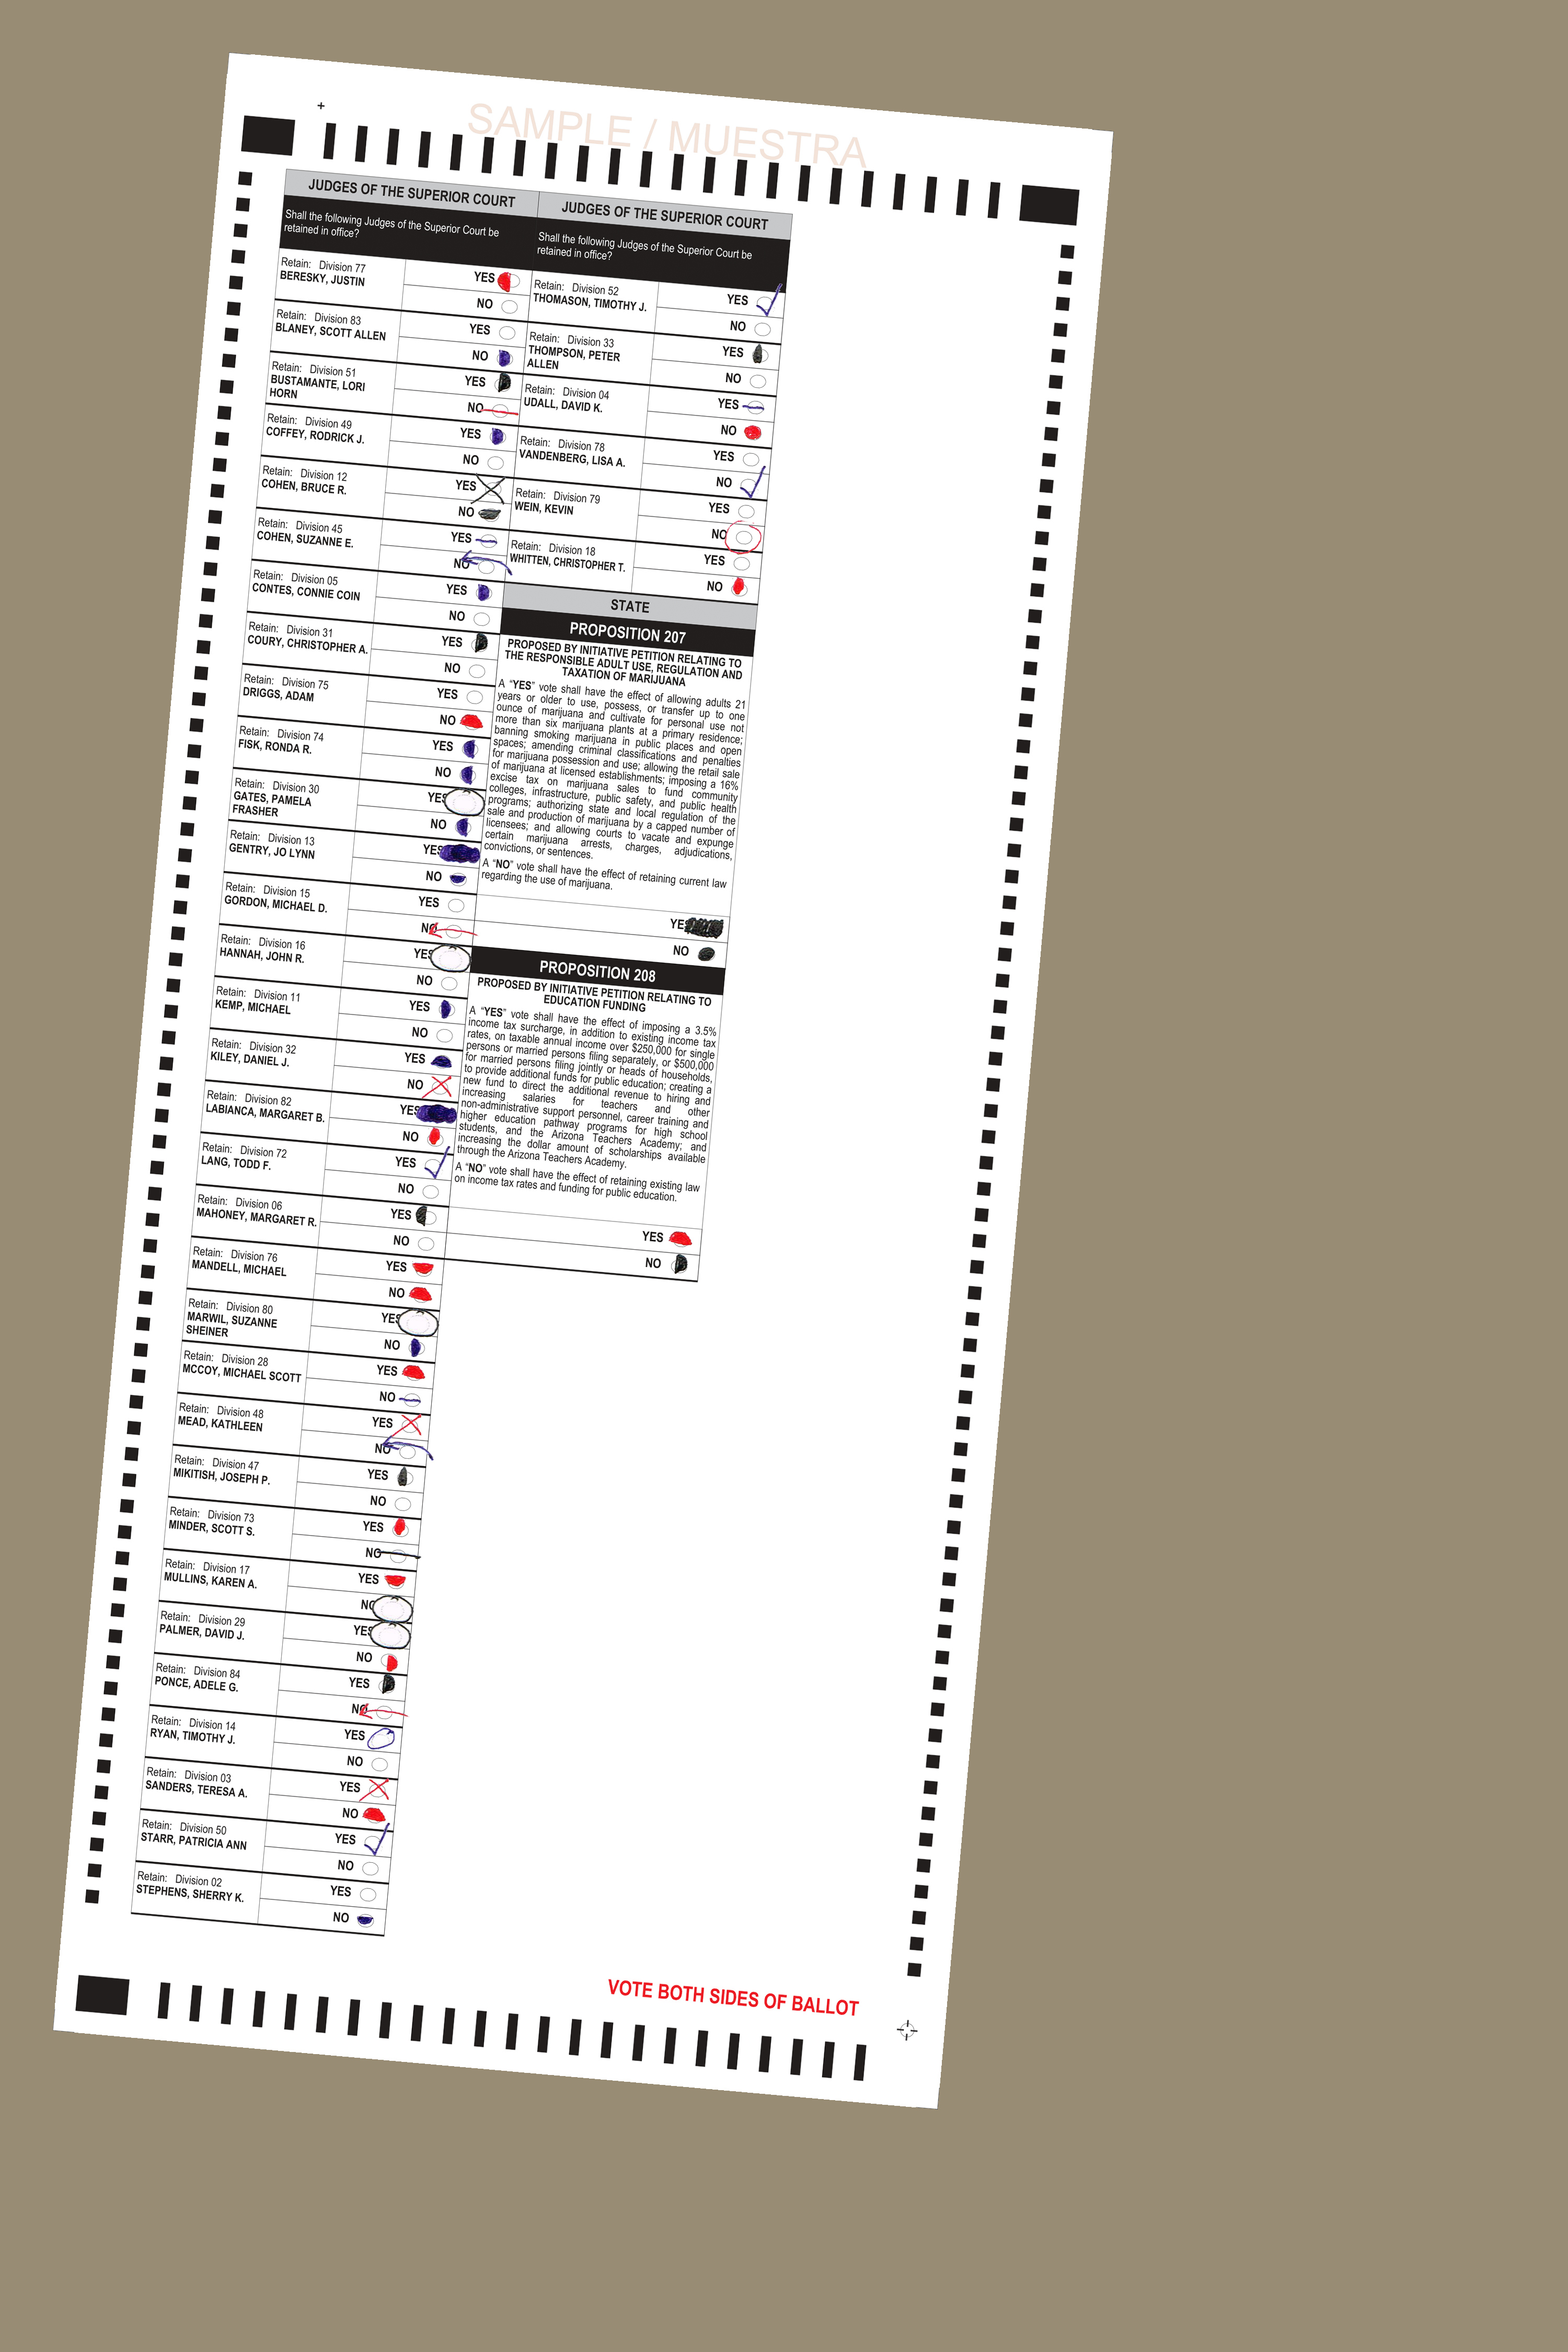 SAMPLE / MUESTRA
JUDGES OF THE SUPERIOR COURT
Shall the following Judges of the Superior Court be
retained in office?
Retain: Division 77
BERESKY, JUSTIN
YES
NO
Retain: Division 83
BLANEY, SCOTT ALLEN
YES
NO
Retain: Division 51
BUSTAMANTE, LORI
HORN
YES
NO
Retain: Division 49
COFFEY, RODRICK J.
YES
NO
Retain: Division 12
COHEN, BRUCE R.
YES
NO
Retain: Division 45
COHEN, SUZANNE E.
YES
NO
Retain: Division 05
CONTES, CONNIE COIN
YES
NO
Retain: Division 31
COURY, CHRISTOPHER A.
YES
NO
Retain: Division 75
DRIGGS, ADAM
YES
NO
Retain: Division 74
FISK, RONDA R.
YES
NO
Retain: Division 30
GATES, PAMELA
FRASHER
YES
NO
Retain: Division 13
GENTRY, JO LYNN
YES
NO
Retain: Division 15
GORDON, MICHAEL D.
YES
NO
Retain: Division 16
HANNAH, JOHN R.
YES
NO
Retain: Division 11
KEMP, MICHAEL
YES
NO
Retain: Division 32
KILEY, DANIEL J.
YES
NO
Retain: Division 82
LABIANCA, MARGARET B.
YES
NO
Retain: Division 72
LANG, TODD F.
YES
NO
Retain: Division 06
MAHONEY, MARGARET R.
YES
NO
Retain: Division 76
MANDELL, MICHAEL
YES
NO
Retain: Division 80
MARWIL, SUZANNE
SHEINER
YES
NO
Retain: Division 28
MCCOY, MICHAEL SCOTT
YES
NO
Retain: Division 48
MEAD, KATHLEEN
YES
NO
Retain: Division 47
MIKITISH, JOSEPH P.
YES
NO
Retain: Division 73
MINDER, SCOTT S.
YES
NO
Retain: Division 17
MULLINS, KAREN A.
YES
NO
Retain: Division 29
PALMER, DAVID J.
YES
NO
Retain: Division 84
PONCE, ADELE G.
YES
NO
Retain: Division 14
RYAN, TIMOTHY J.
YES
NO
Retain: Division 03
SANDERS, TERESA A.
YES
NO
Retain: Division 50
STARR, PATRICIA ANN
YES
NO
Retain: Division 02
STEPHENS, SHERRY K.
YES
NO
JUDGES OF THE SUPERIOR COURT
Shall the following Judges of the Superior Court be
retained in office?
Retain: Division 52
THOMASON, TIMOTHY J.
YES
NO
Retain: Division 33
THOMPSON, PETER
ALLEN
YES
NO
Retain: Division 04
UDALL, DAVID K.
YES
NO
Retain: Division 78
VANDENBERG, LISA A.
YES
NO
Retain: Division 79
WEIN, KEVIN
YES
NO
Retain: Division 18
WHITTEN, CHRISTOPHER T.
YES
NO
STATE
PROPOSITION 207
PROPOSED BY INITIATIVE PETITION RELATING TO
THE RESPONSIBLE ADULT USE, REGULATION AND
TAXATION OF MARIJUANA
A “YES” vote shall have the effect of allowing adults 21
years or older to use, possess, or transfer up to one
ounce of marijuana and cultivate for personal use not
more than six marijuana plants at a primary residence;
banning smoking marijuana in public places and open
spaces; amending criminal classifications and penalties
for marijuana possession and use; allowing the retail sale
of marijuana at licensed establishments; imposing a 16%
excise tax on marijuana sales to fund community
colleges, infrastructure, public safety, and public health
programs; authorizing state and local regulation of the
sale and production of marijuana by a capped number of
licensees; and allowing courts to vacate and expunge
certain marijuana arrests, charges, adjudications,
convictions, or sentences.
A “NO” vote shall have the effect of retaining current law
regarding the use of marijuana.
YES
NO
PROPOSITION 208
PROPOSED BY INITIATIVE PETITION RELATING TO
EDUCATION FUNDING
A “YES” vote shall have the effect of imposing a 3.5%
income tax surcharge, in addition to existing income tax
rates, on taxable annual income over $250,000 for single
persons or married persons filing separately, or $500,000
for married persons filing jointly or heads of households,
to provide additional funds for public education; creating a
new fund to direct the additional revenue to hiring and
increasing salaries for teachers and other
non-administrative support personnel, career training and
higher education pathway programs for high school
students, and the Arizona Teachers Academy; and
increasing the dollar amount of scholarships available
through the Arizona Teachers Academy.
A “NO” vote shall have the effect of retaining existing law
on income tax rates and funding for public education.
YES
NO
VOTE BOTH SIDES OF BALLOT